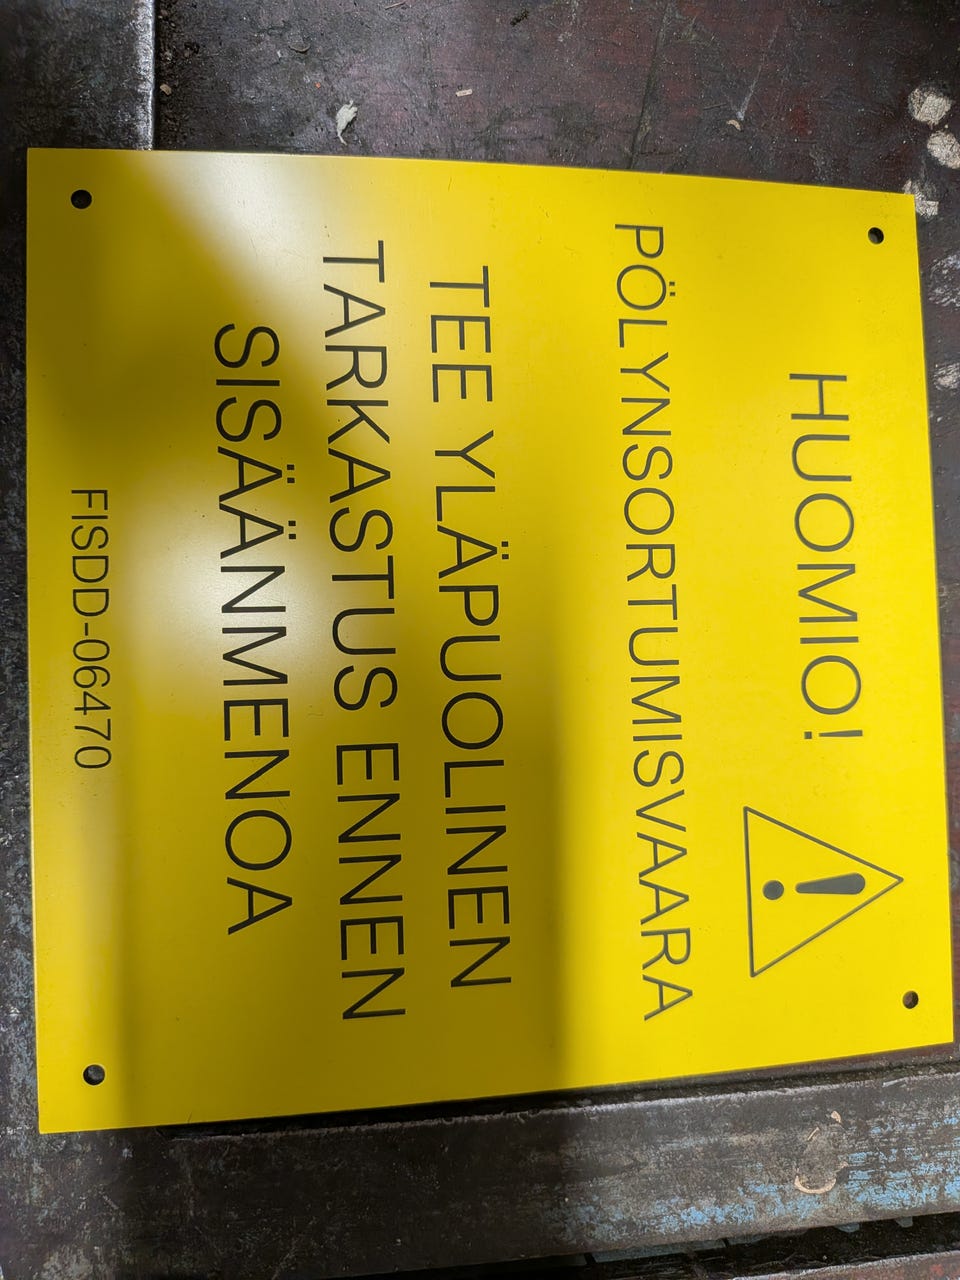 HUOMIO!
PÖLYNSORTUMISVAARA
TEE YLÄPUOLINEN
TARKASTUS ENNEN
SISÄÄNMENOA
FISDD-06470